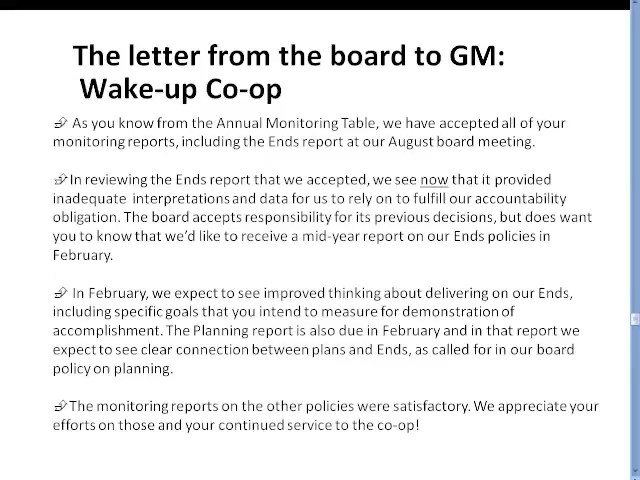 The letter from the board to GM:
Wake-up Co-op
As you know from the Annual Monitoring Table, we have accepted all of your
monitoring reports, including the Ends report at our August board meeting.
In reviewing the Ends report that we accepted, we see now that it provided
inadequate interpretations and data for us to rely on to fulfill our accountability
obligation. The board accepts responsibility for its previous decisions, but does want
you to know that we'd like to receive a mid-year report on our Ends policies in
February.
In February, we expect to see improved thinking about delivering on our Ends,
including specific goals that you intend to measure for demonstration of
accomplishment. The Planning report is also due in February and in that report we
expect to see clear connection between plans and Ends, as called for in our board
policy on planning.
The monitoring reports on the other policies were satisfactory. We appreciate your
efforts on those and your continued service to the co-op!